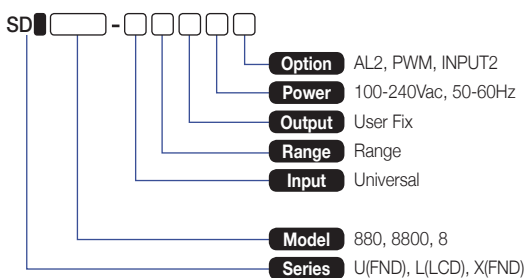 SD -
Option AL2, PWM, INPUT2
Power 100-240Vac, 50-60Hz
Output User Fix
Range Range
Input Universal
Model 880, 8800, 8
Series U(FND), L(LCD), X(FND)